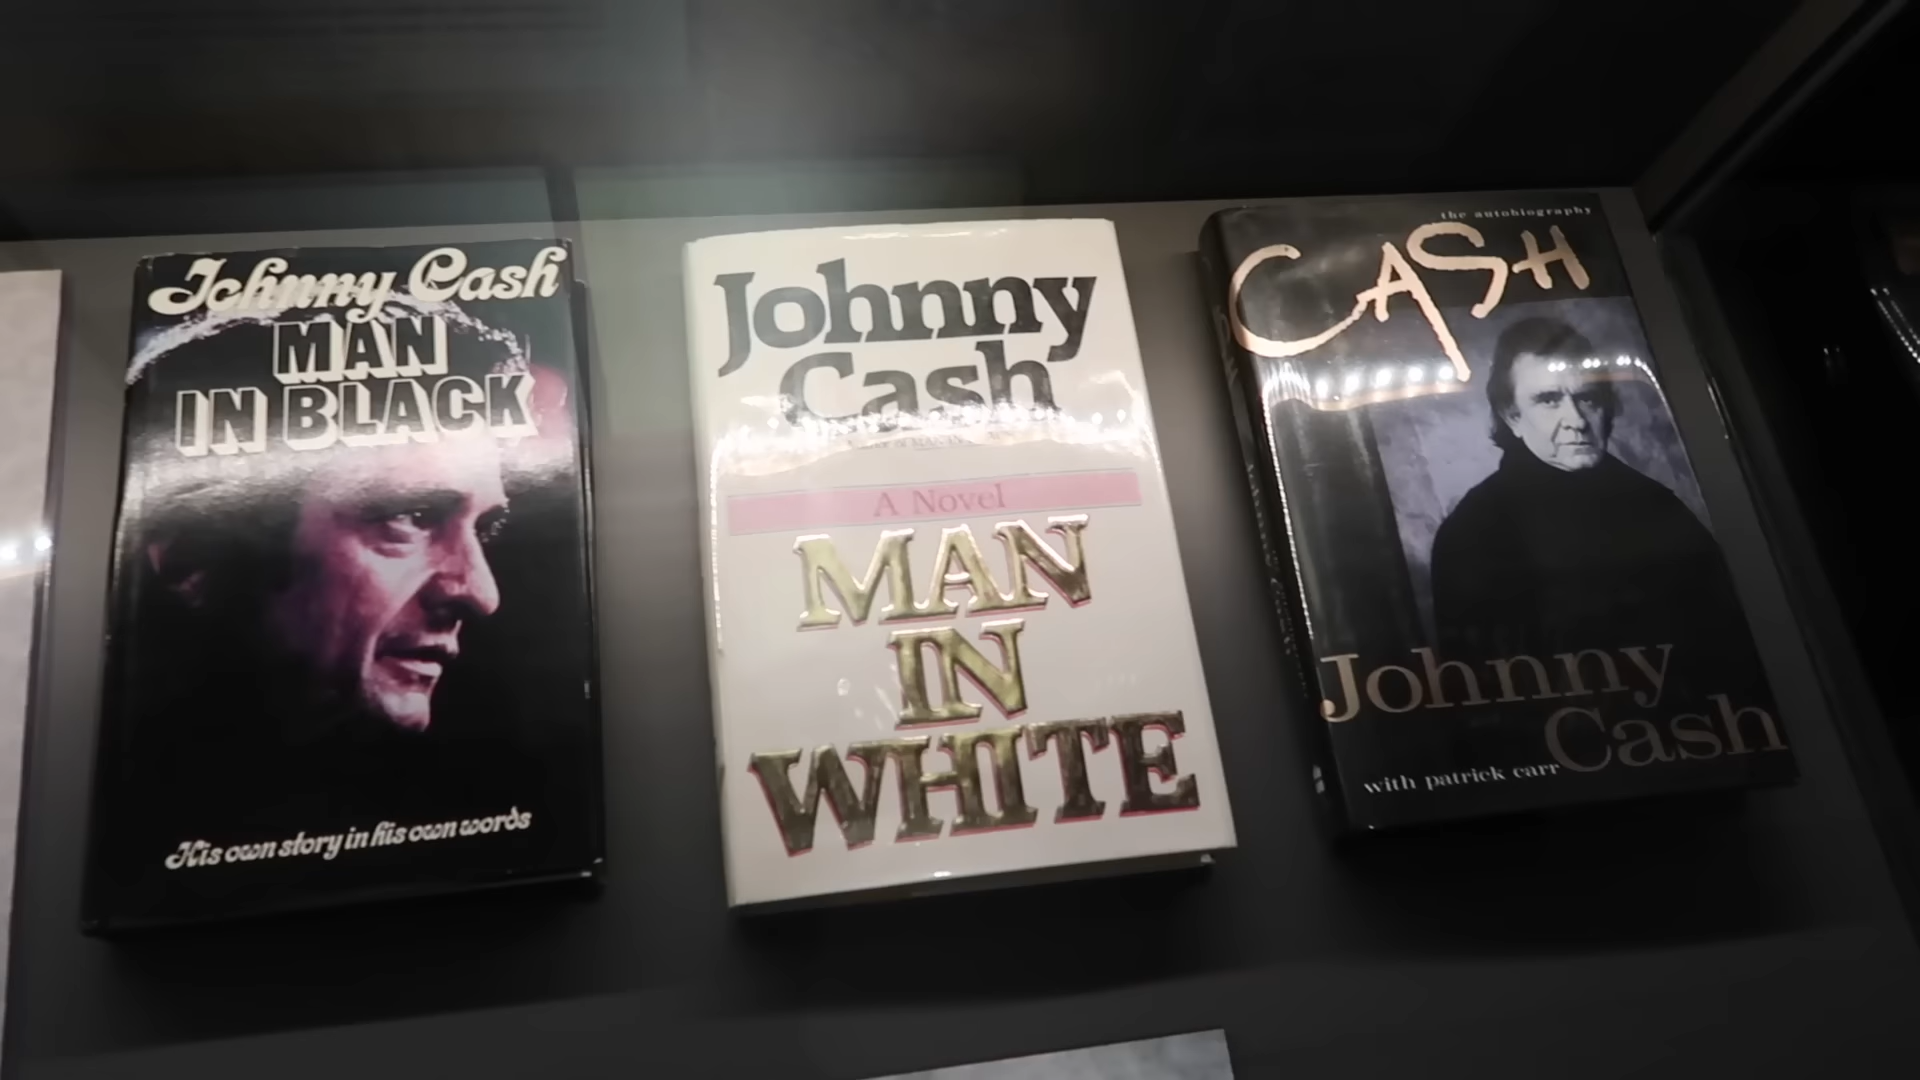 Johnny Cash
MAN
IN BLACK
His own story in his own words
Johnny
Cash
A Novel
MAN
IN
WHITE
the autobiography
CASH
Johnny
Cash
with patrick carr